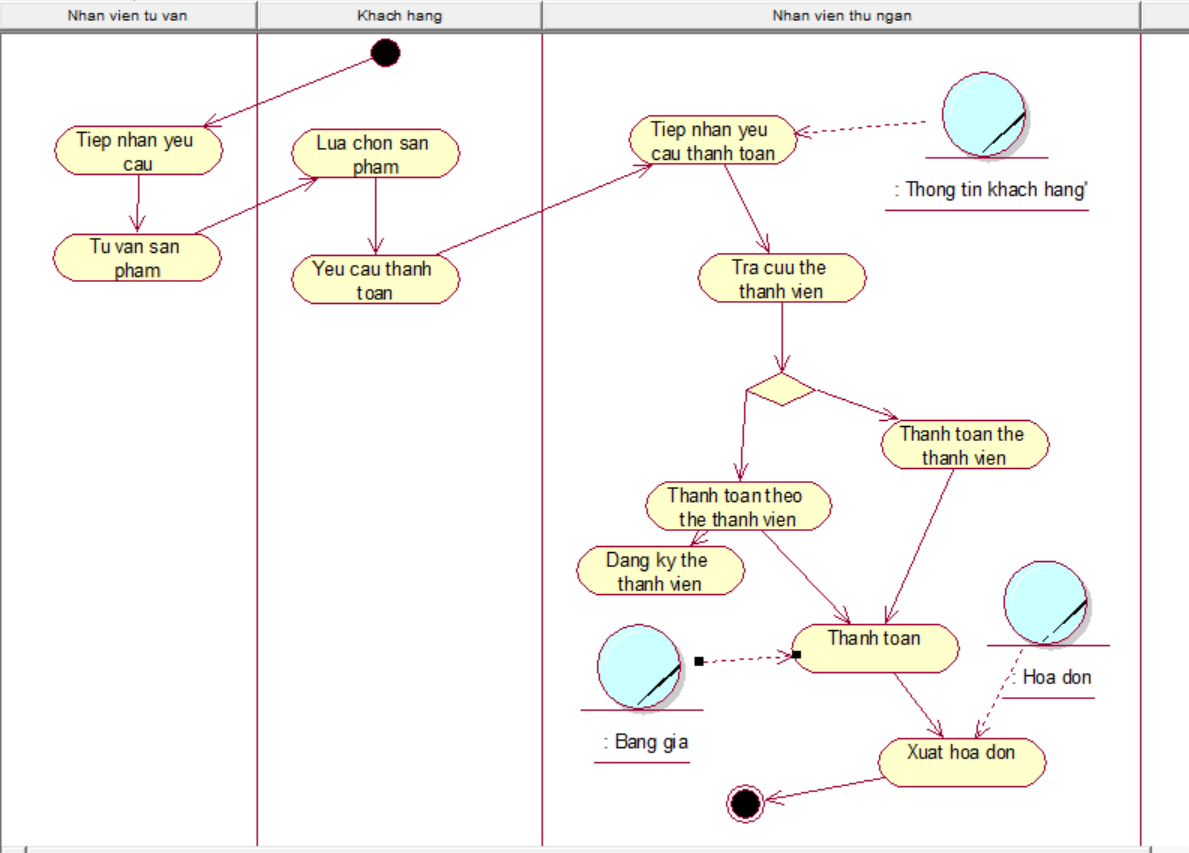 Nhan vien tu van
Khach hang
Nhan vien thu ngan
Tiep nhan yeu
cau
Tu van san
pham
Lua chon san
pham
Yeu cau thanh
toan
Tiep nhan yeu
cau thanh toan
: Thong tin khach hang'
Tra cuu the
thanh vien
Thanh toan the
thanh vien
Thanh toan theo
the thanh vien
Dang ky the
thanh vien
Thanh toan
: Hoa don
: Bang gia
Xuat hoa don